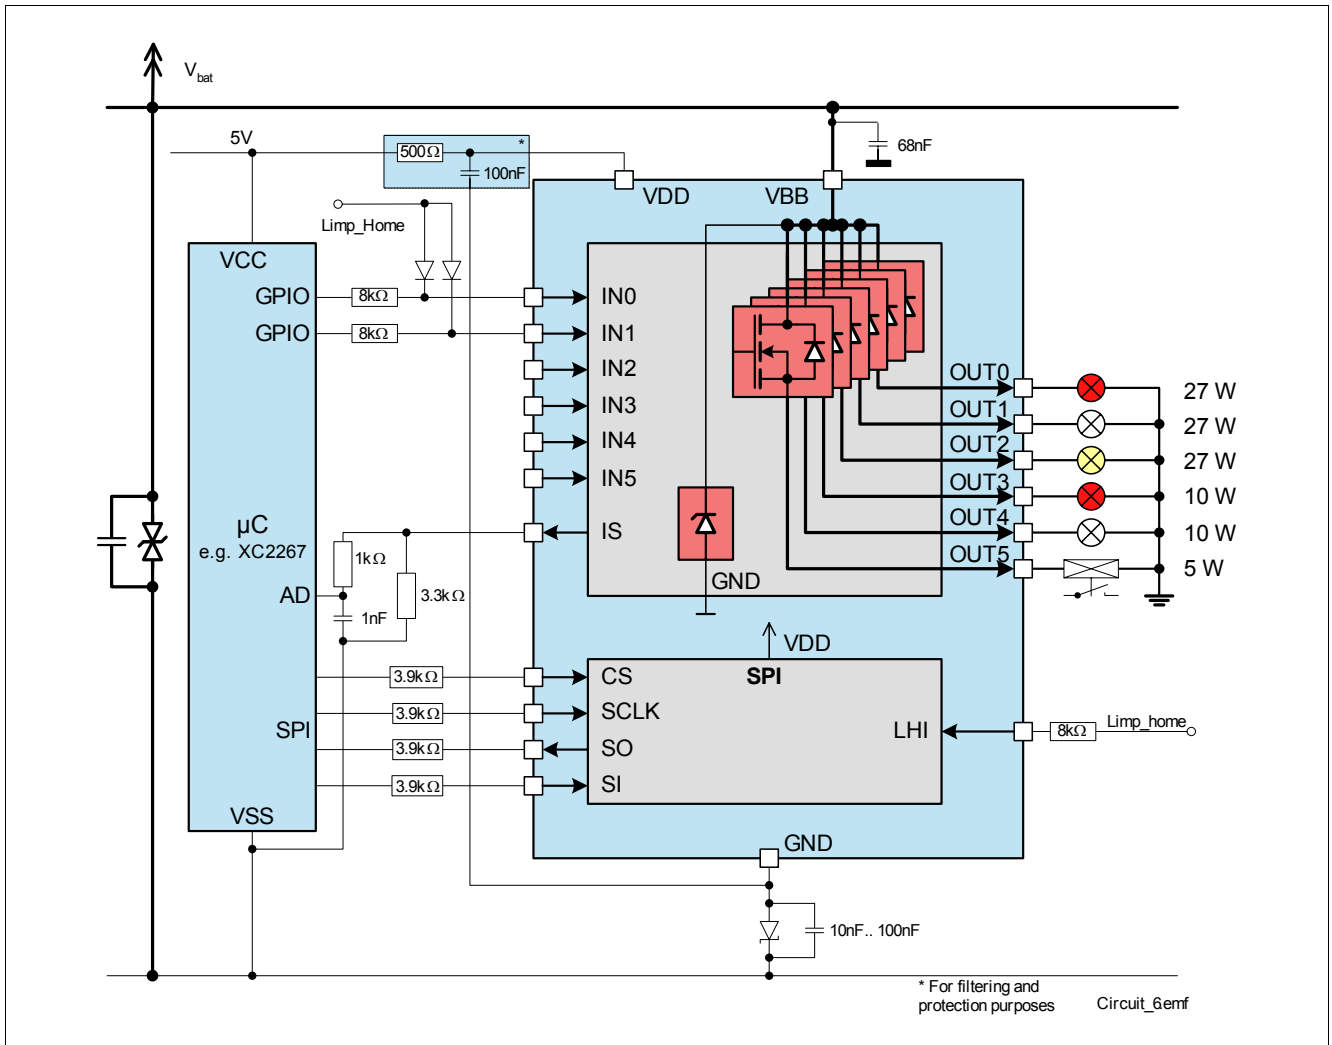 V bat
5V
500Ω
*
100nF
68nF
VDD
VBB
Limp_Home
VCC
GPIO
8kΩ
IN0
GPIO
8kΩ
IN1
IN2
IN3
IN4
IN5
OUT0
27 W
OUT1
27 W
OUT2
27 W
OUT3
10 W
OUT4
10 W
OUT5
5 W
µC
e.g. XC2267
IS
1kΩ
GND
AD
3.3kΩ
1nF
VDD
SPI
3.9kΩ
CS
3.9kΩ
SCLK
SPI
3.9kΩ
SO
3.9kΩ
SI
LHI
8kΩ
Limp_home
VSS
GND
10nF.. 100nF
* For filtering and
protection purposes
Circuit_6.emf